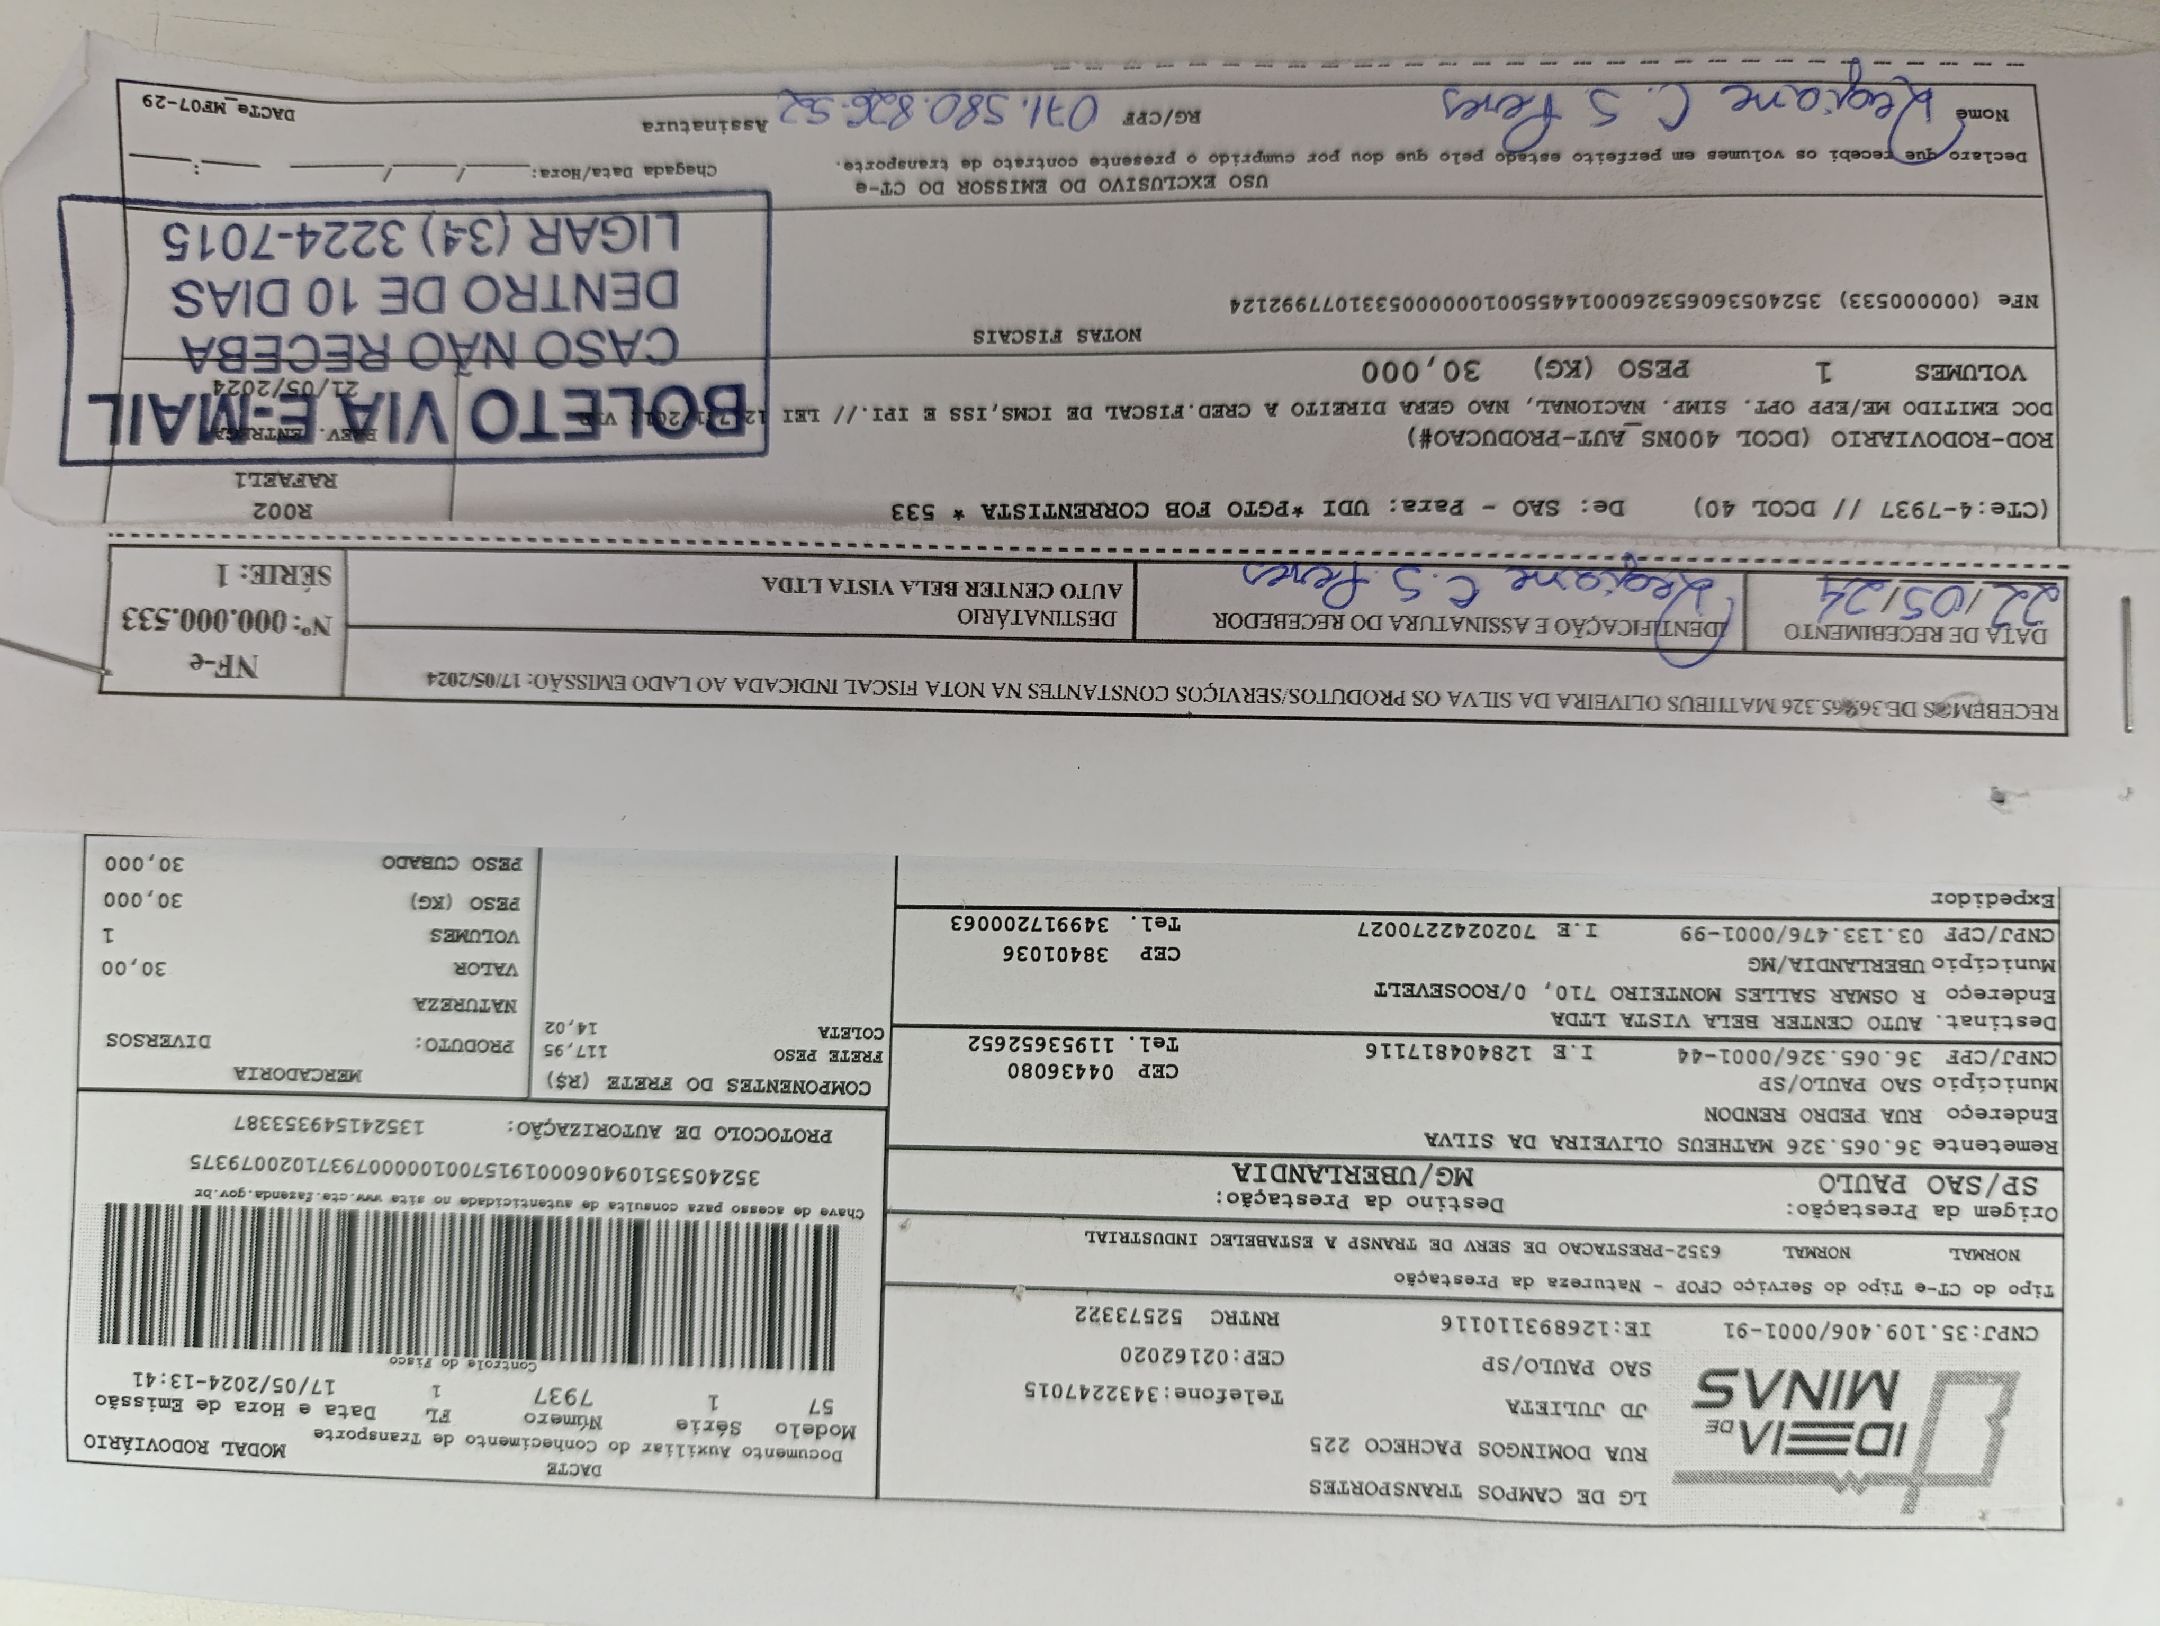 IDEIA DE
MINAS
LG DE CAMPOS TRANSPORTES
RUA DOMINGOS PACHECO 225
JD JULIETA
Telefone:3432247015
SAO PAULO/SP
CEP:02162020
CNPJ:35.109.406/0001-91
IE:126893110116
RNTRC 52573322
DACTE
Documento Auxiliar do Conhecimento de Transporte
MODAL RODOVIÁRIO
Modelo Série Número FL Data e Hora de Emissão
57 1 7937 1 17/05/2024-13:41
Controle do Fisco
Chave de acesso para consulta de autenticidade no site www.cte.fazenda.gov.br
35240535109406000191570010000079371020079375
PROTOCOLO DE AUTORIZAÇÃO: 135241549353387
Tipo do CT-e Tipo do Serviço CFOP - Natureza da Prestação
NORMAL NORMAL 6352-PRESTACAO DE SERV DE TRANSP A ESTABELEC INDUSTRIAL
Origem da Prestação: Destino da Prestação:
SP/SAO PAULO MG/UBERLANDIA
Remetente 36.065.326 MATHEUS OLIVEIRA DA SILVA
Endereço RUA PEDRO RENDON
Município SAO PAULO/SP CEP 04436080
CNPJ/CPF 36.065.326/0001-44 I.E 128404817116 Tel. 11953652652
Destinat. AUTO CENTER BELA VISTA LTDA
Endereço R OSMAR SALLES MONTEIRO 710, 0/ROOSEVELT
Município UBERLANDIA/MG CEP 38401036
CNPJ/CPF 03.133.476/0001-99 I.E 7020242270027 Tel. 34991720063
Expedidor
COMPONENTES DO FRETE (R$)
FRETE PESO 117,95
COLETA 14,02
MERCADORIA
PRODUTO: DIVERSOS
NATUREZA
VALOR 30,00
VOLUMES 1
PESO (KG) 30,000
PESO CUBADO 30,000
RECEBEMOS DE 36.065.326 MATHEUS OLIVEIRA DA SILVA OS PRODUTOS/SERVIÇOS CONSTANTES NA NOTA FISCAL INDICADA AO LADO EMISSÃO: 17/05/2024
DATA DE RECEBIMENTO
22/05/24
IDENTIFICAÇÃO E ASSINATURA DO RECEBEDOR
Regiane C. S. Peres
DESTINATÁRIO
AUTO CENTER BELA VISTA LTDA
NF-e
Nº: 000.000.533
SÉRIE: 1
(CTe:4-7937 // DCOL 40) De: SAO - Para: UDI *PGTO FOB CORRENTISTA * 533
ROD-RODOVIARIO (DCOL 400NS_AUT-PRODUCAO#)
DOC EMITIDO ME/EPP OPT. SIMP. NACIONAL, NAO GERA DIREITO A CRED.FISCAL DE ICMS,ISS E IPI.// LEI
VOLUMES 1 PESO (KG) 30,000
R002
RAFAEL1
PREV. ENTREGA
21/05/2024
BOLETO VIA E-MAIL
CASO NÃO RECEBA
DENTRO DE 10 DIAS
LIGAR (34) 3224-7015
NOTAS FISCAIS
NFe (000000533) 35240536065326000144550010000005331077992124
USO EXCLUSIVO DO EMISSOR DO CT-e
Declaro que recebi os volumes em perfeito estado pelo que dou por cumprido o presente contrato de transporte.
Chegada Data/Hora: ___/___/___ ___:___
Nome Regiane C. S. Peres RG/CPF 071.580.826-52 Assinatura
DACTe_MF07-29